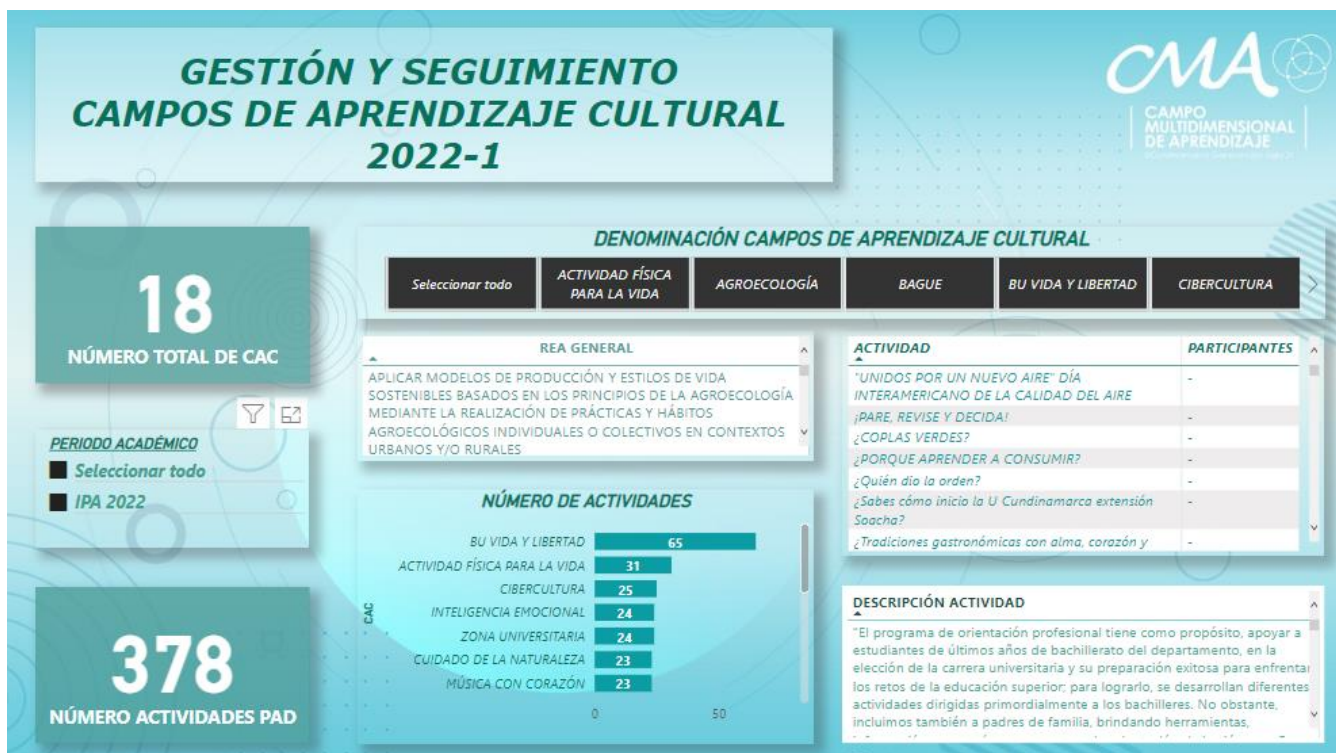 GESTIÓN Y SEGUIMIENTO
CAMPOS DE APRENDIZAJE CULTURAL
2022-1
CMA
CAMPO
MULTIDIMENSIONAL
DE APRENDIZAJE
18
NÚMERO TOTAL DE CAC
PERIODO ACADÉMICO
Seleccionar todo
IPA 2022
378
NÚMERO ACTIVIDADES PAD
DENOMINACIÓN CAMPOS DE APRENDIZAJE CULTURAL
Seleccionar todo
ACTIVIDAD FÍSICA
PARA LA VIDA
AGROECOLOGÍA
BAGUE
BU VIDA Y LIBERTAD
CIBERCULTURA
REA GENERAL
APLICAR MODELOS DE PRODUCCIÓN Y ESTILOS DE VIDA
SOSTENIBLES BASADOS EN LOS PRINCIPIOS DE LA AGROECOLOGÍA
MEDIANTE LA REALIZACIÓN DE PRÁCTICAS Y HÁBITOS
AGROECOLÓGICOS INDIVIDUALES O COLECTIVOS EN CONTEXTOS
URBANOS Y/O RURALES
NÚMERO DE ACTIVIDADES
CAC
BU VIDA Y LIBERTAD 65
ACTIVIDAD FÍSICA PARA LA VIDA 31
CIBERCULTURA 25
INTELIGENCIA EMOCIONAL 24
ZONA UNIVERSITARIA 24
CUIDADO DE LA NATURALEZA 23
MÚSICA CON CORAZÓN 23
0 50
ACTIVIDAD PARTICIPANTES
"UNIDOS POR UN NUEVO AIRE" DÍA -
INTERAMERICANO DE LA CALIDAD DEL AIRE
¡PARE, REVISE Y DECIDA! -
¿COPLAS VERDES? -
¿PORQUE APRENDER A CONSUMIR? -
¿Quién dio la orden? -
¿Sabes cómo inicio la U Cundinamarca extensión -
Soacha?
¿Tradiciones gastronómicas con alma, corazón y -
DESCRIPCIÓN ACTIVIDAD
"El programa de orientación profesional tiene como propósito, apoyar a
estudiantes de últimos años de bachillerato del departamento, en la
elección de la carrera universitaria y su preparación exitosa para enfrentar
los retos de la educación superior; para lograrlo, se desarrollan diferentes
actividades dirigidas primordialmente a los bachilleres. No obstante,
incluimos también a padres de familia, brindando herramientas,